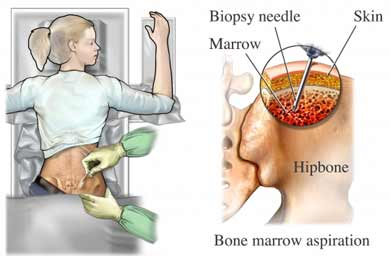 Biopsy needle
Skin
Marrow
Hipbone
Bone marrow aspiration